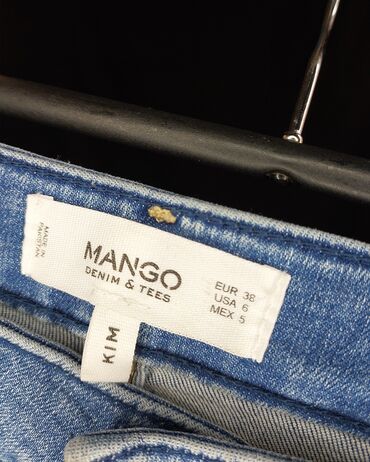 MADE IN
PAKISTAN
MANGO
DENIM & TEES
EUR 38
USA 6
MEX 5
KIM